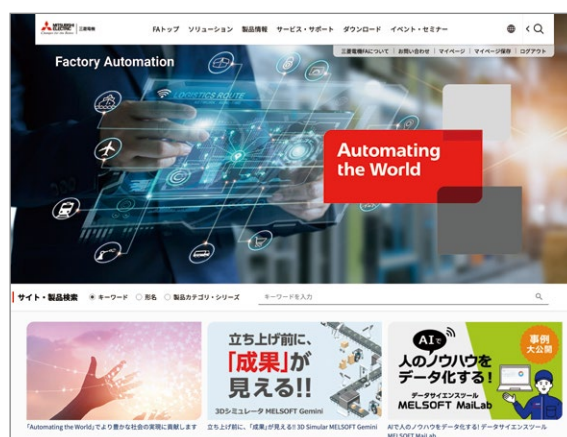 MITSUBISHI ELECTRIC
Changes for the Better
三菱電機
FAトップ ソリューション 製品情報 サービス・サポート ダウンロード イベント・セミナー
三菱電機FAについて お問い合わせ マイページ マイページ保存 ログアウト
Factory Automation
LOGISTICS ROUTE
Automating
the World
サイト・製品検索 キーワード 形名 製品カテゴリ・シリーズ キーワードを入力
立ち上げ前に、
「成果」が
見える!!
3Dシミュレータ MELSOFT Gemini
AIで
人のノウハウを
データ化する!
データサイエンスツール
MELSOFT MaiLab
事例
大公開
「Automating the World」でより豊かな社会の実現に貢献します
立ち上げ前に、「成果」が見える!! 3D Simular MELSOFT Gemini
AIで人のノウハウをデータ化する! データサイエンスツール
MELSOFT MaiLab